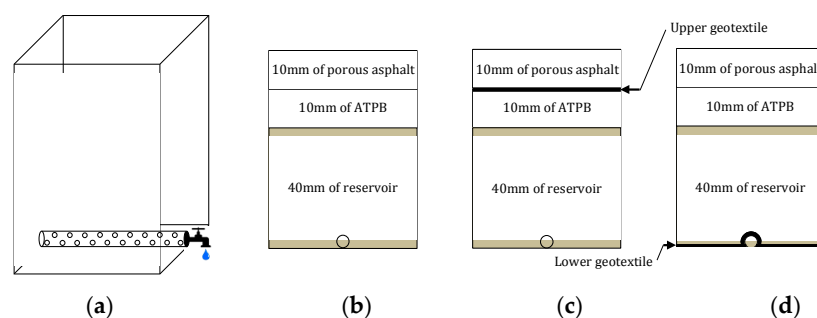 Upper geotextile
10mm of porous asphalt
10mm of porous asphalt
10mm of porous asphal
10mm of ATPB
10mm of ATPB
10mm of ATPB
40mm of reservoir
40mm of reservoir
40mm of reservoir
Lower geotextile
(a)
(b)
(c)
(d)